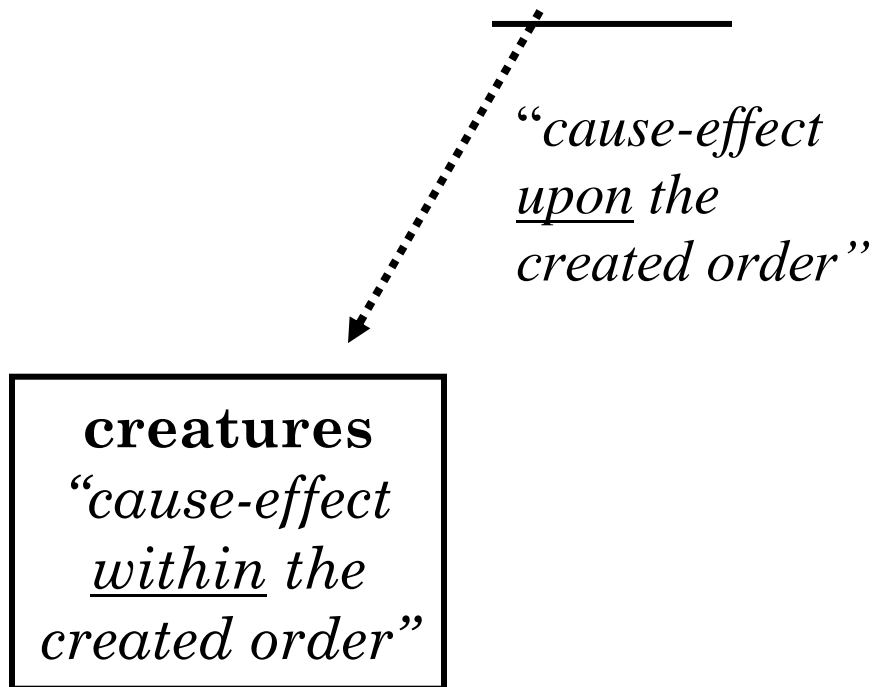 “cause-effect
upon the
created order”
creatures
“cause-effect
within the
created order”